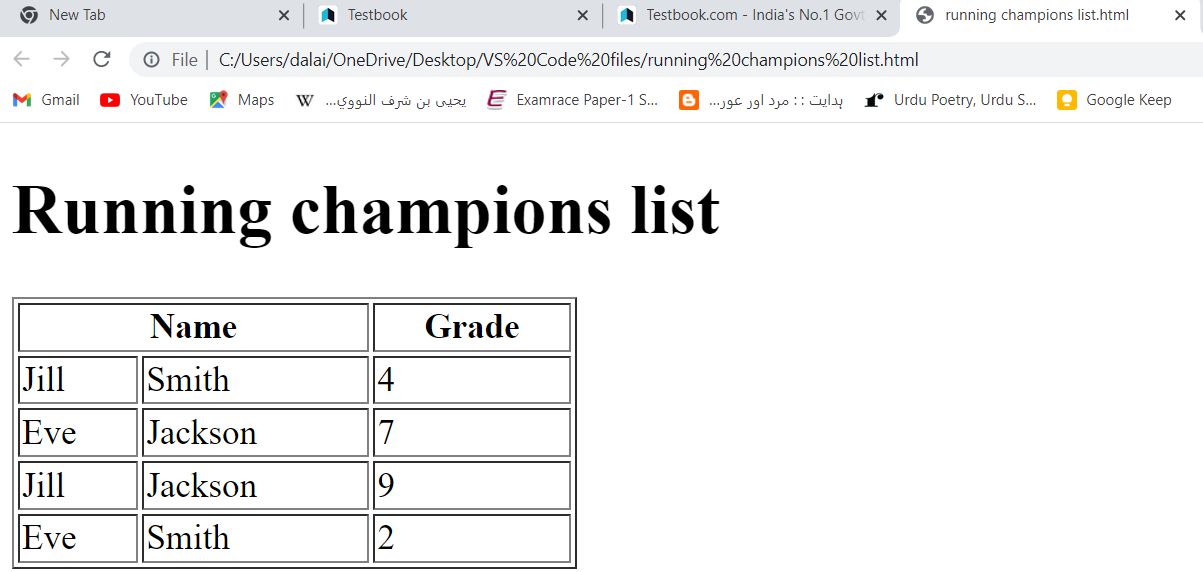 New Tab
Testbook
Testbook.com - India's No.1 Govt
running champions list.html
File | C:/Users/dalai/OneDrive/Desktop/VS%20Code%20files/running%20champions%20list.html
Gmail
YouTube
Maps
W
يحيى بن شرف النووي...
Examrace Paper-1 S...
ہدایت : : مرد اور عور...
Urdu Poetry, Urdu S...
Google Keep
Running champions list
Name Grade
Jill Smith 4
Eve Jackson 7
Jill Jackson 9
Eve Smith 2